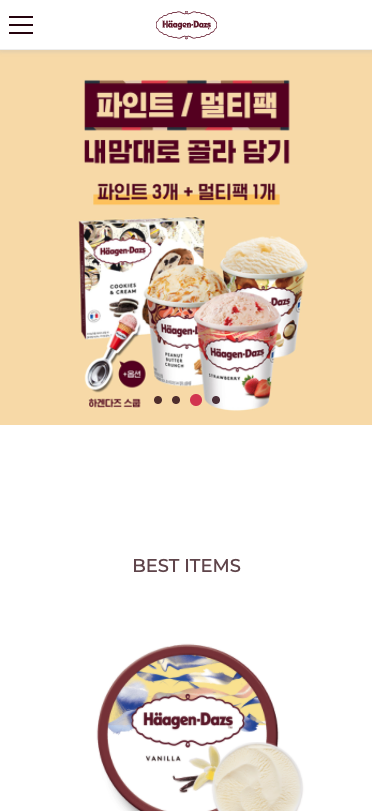 Häagen-Dazs
파인트 / 멀티팩
내맘대로 골라 담기
파인트 3개 + 멀티팩 1개
Häagen-Dazs
COOKIES
& CREAM
Häagen-Dazs
PEANUT
BUTTER
CRUNCH
Häagen-Dazs
STRAWBERRY
+옵션
하겐다즈 스쿱
BEST ITEMS
Häagen-Dazs
VANILLA